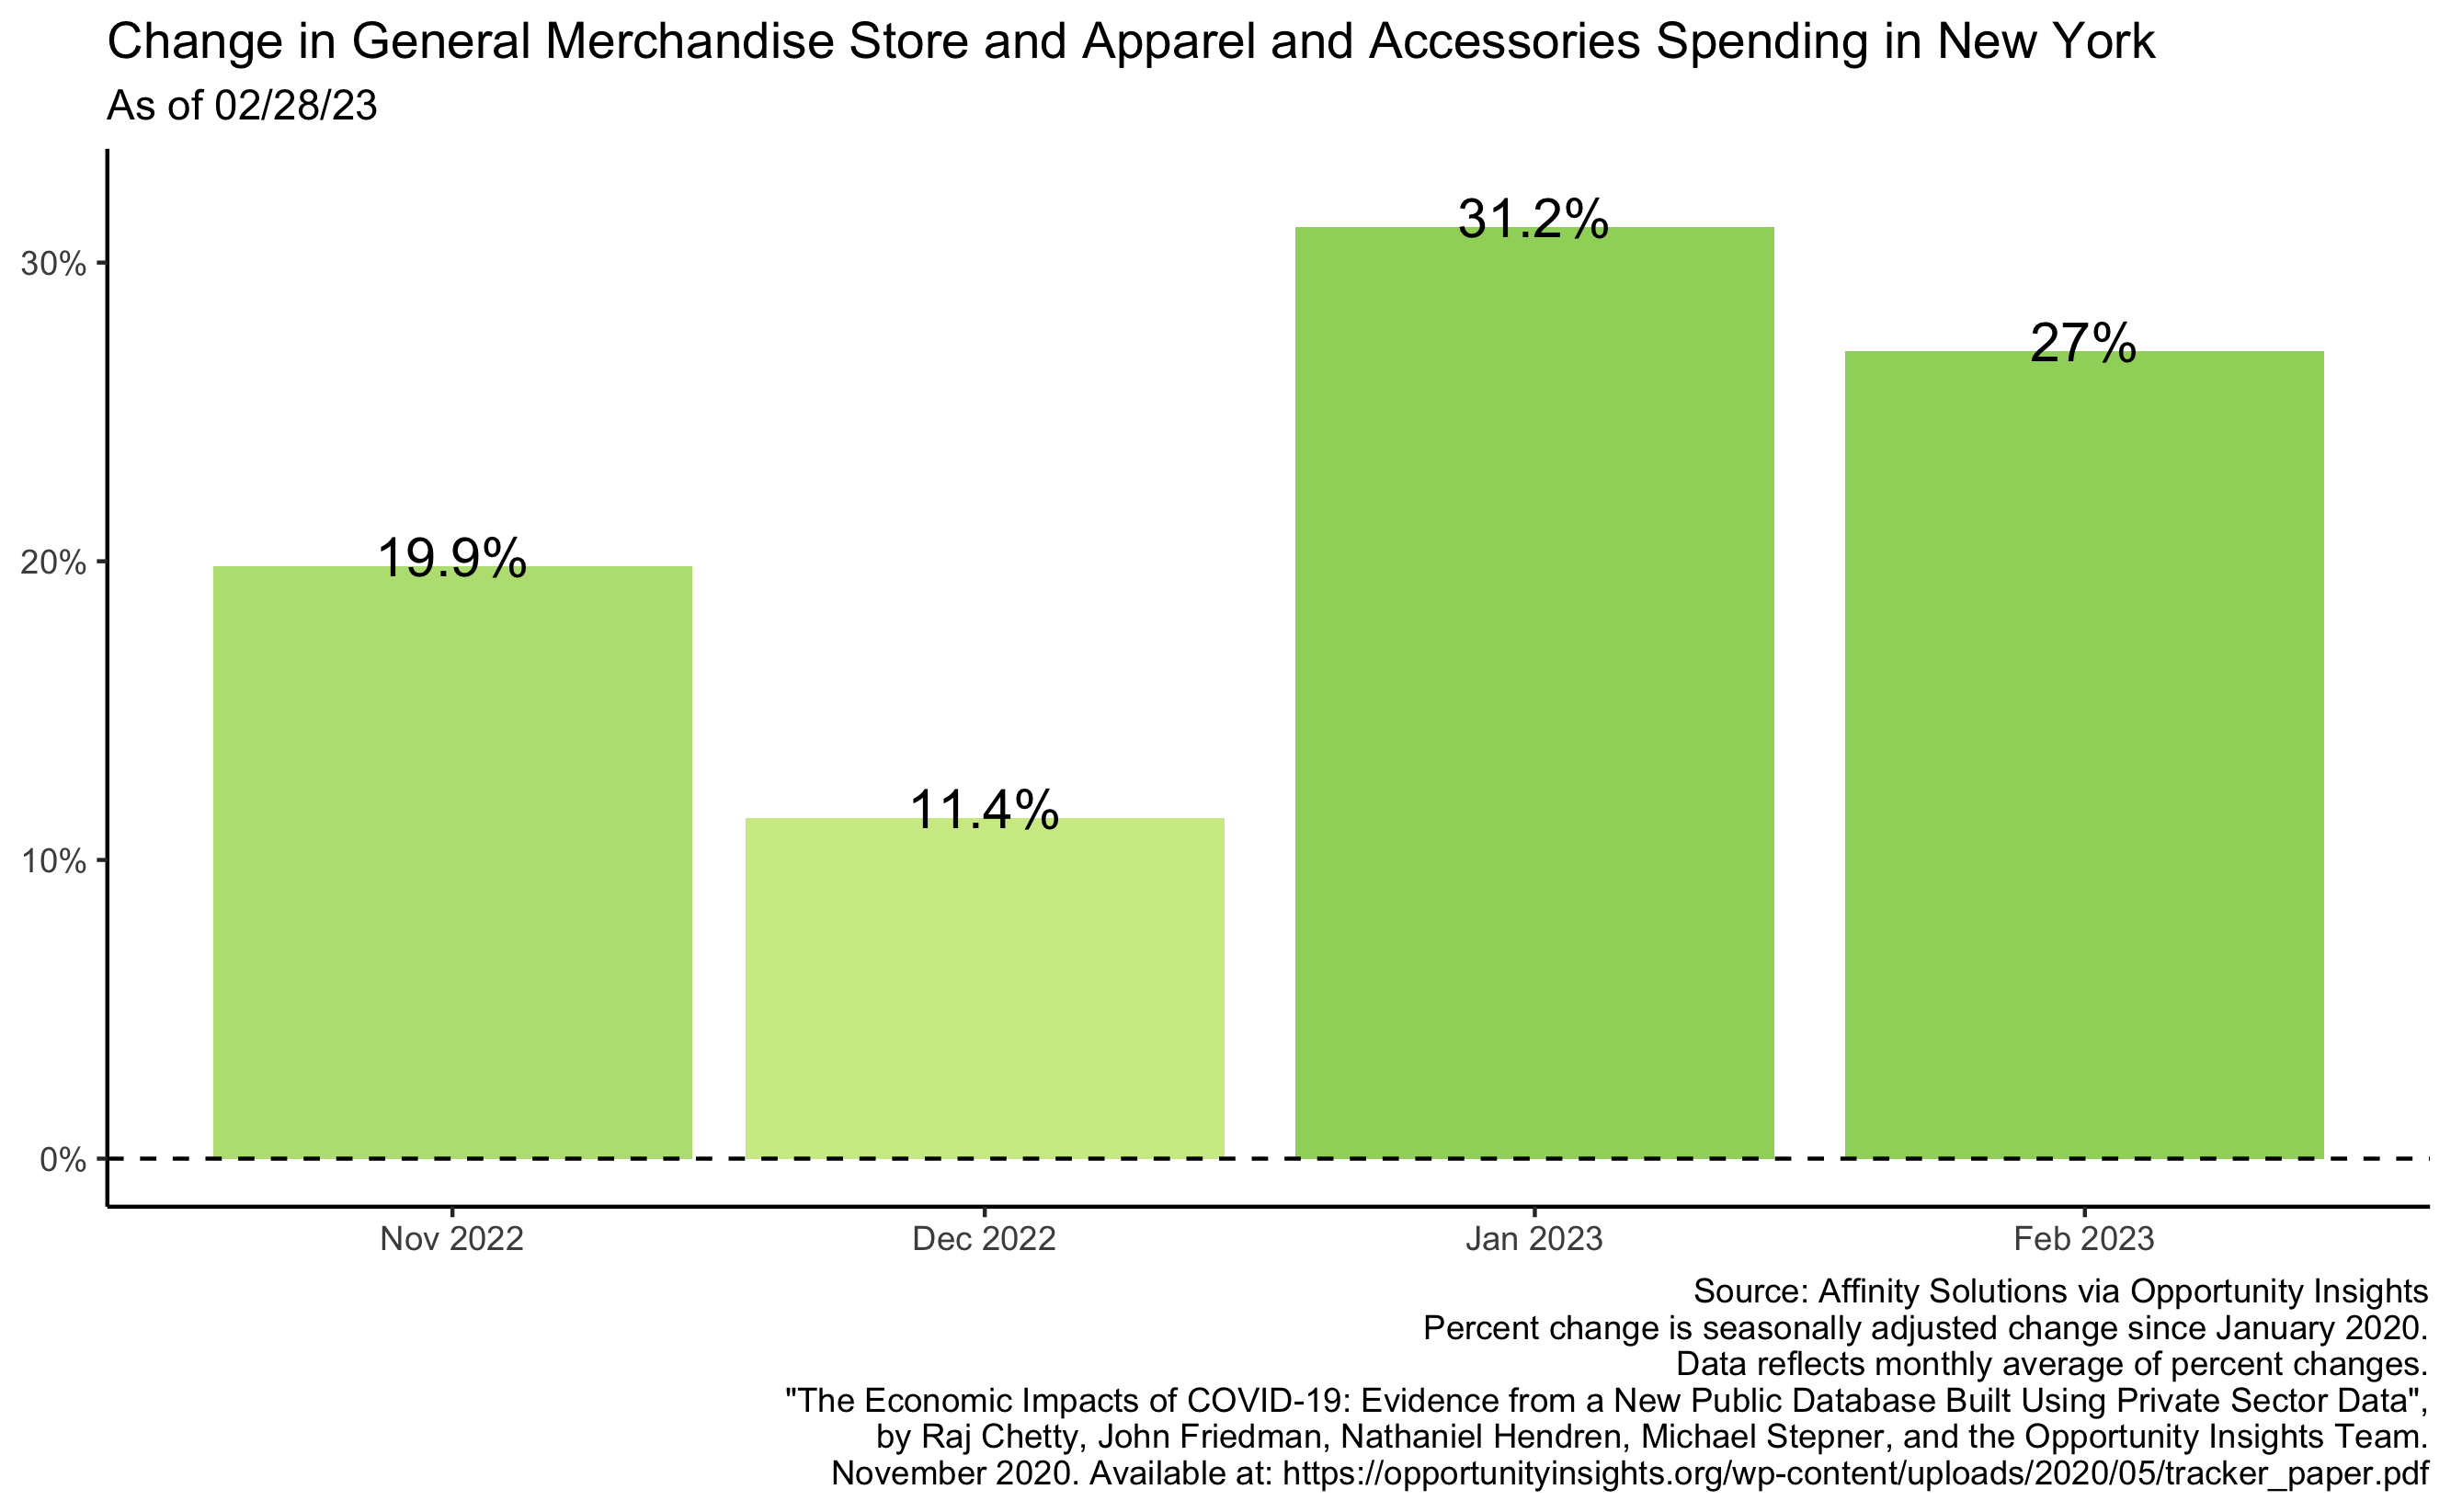 Change in General Merchandise Store and Apparel and Accessories Spending in New York
As of 02/28/23
30%
20%
10%
0%
19.9%
11.4%
31.2%
27%
Nov 2022
Dec 2022
Jan 2023
Feb 2023
Source: Affinity Solutions via Opportunity Insights
Percent change is seasonally adjusted change since January 2020.
Data reflects monthly average of percent changes.
"The Economic Impacts of COVID-19: Evidence from a New Public Database Built Using Private Sector Data",
by Raj Chetty, John Friedman, Nathaniel Hendren, Michael Stepner, and the Opportunity Insights Team.
November 2020. Available at: https://opportunityinsights.org/wp-content/uploads/2020/05/tracker_paper.pdf